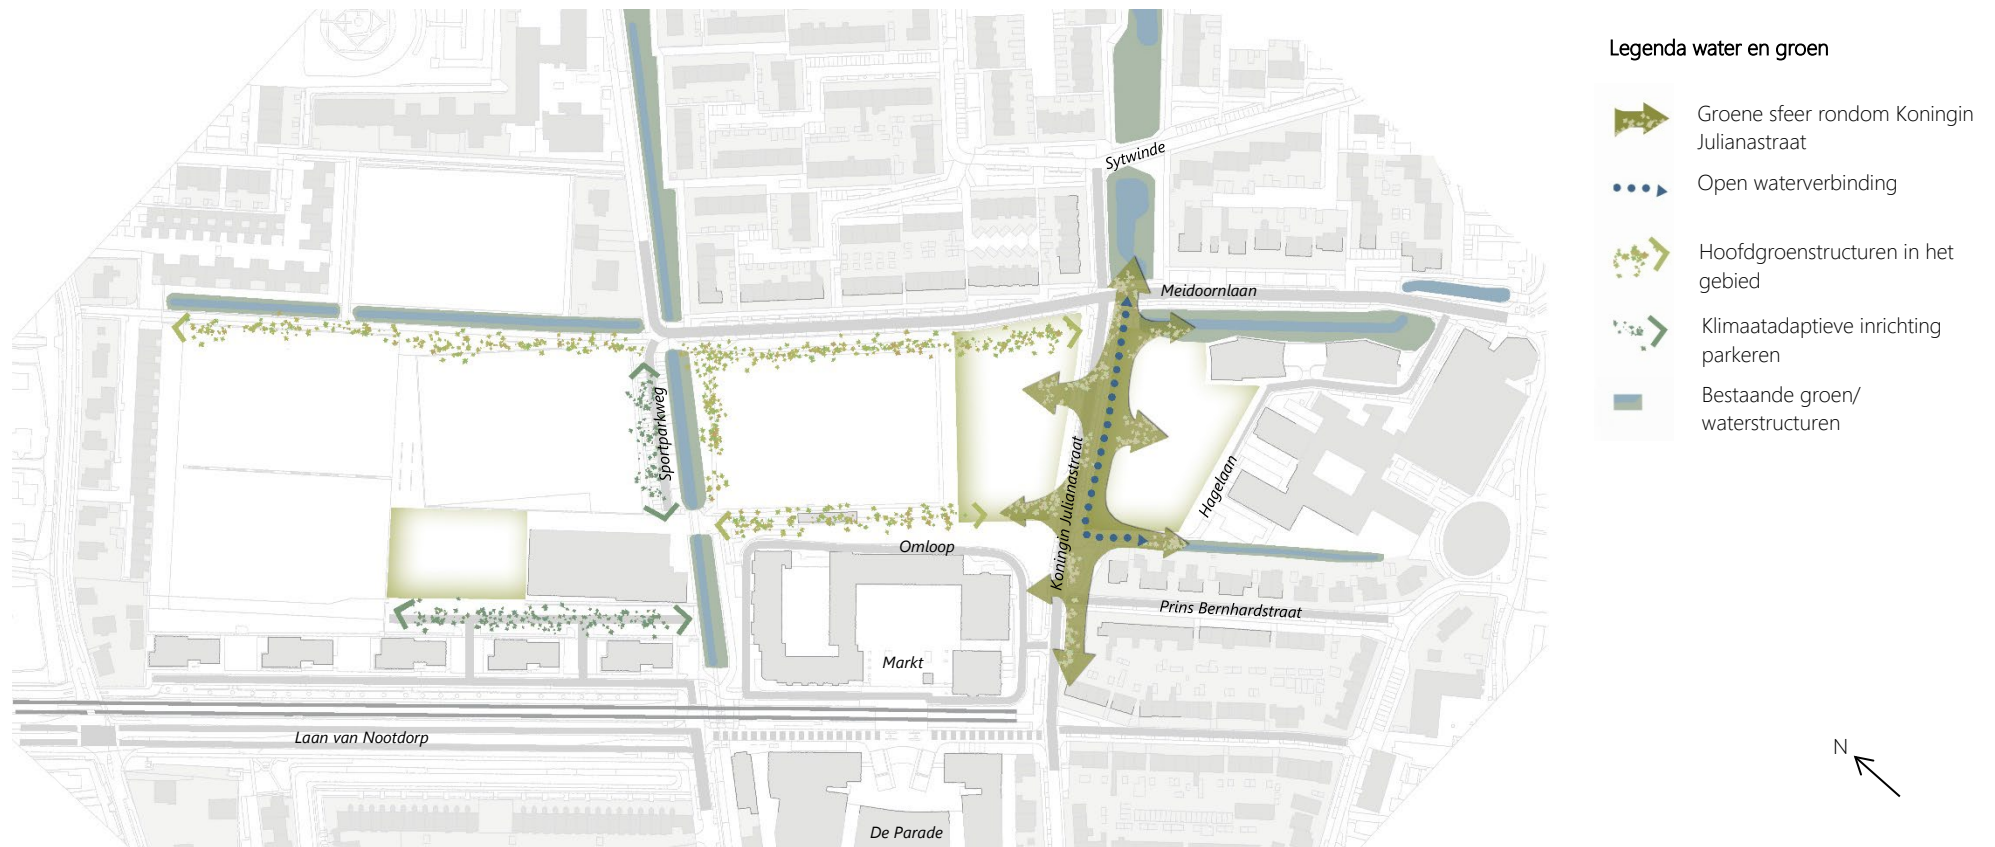 Legenda water en groen
Groene sfeer rondom Koningin
Julianastraat
Open waterverbinding
Hoofdgroenstructuren in het
gebied
Klimaatadaptieve inrichting
parkeren
Bestaande groen/
waterstructuren
Sytwinde
Meidoornlaan
Sportparkweg
Koningin Julianastraat
Hagelaan
Omloop
Prins Bernhardstraat
Markt
Laan van Nootdorp
De Parade
N